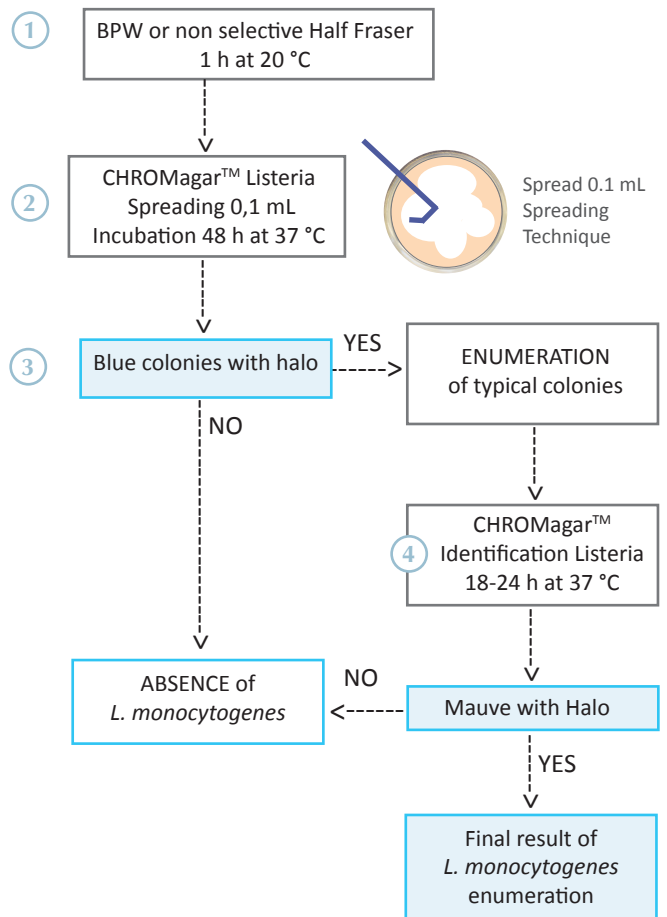 1
BPW or non selective Half Fraser
1 h at 20 °C
2
CHROMagar™ Listeria
Spreading 0,1 mL
Incubation 48 h at 37 °C
Spread 0.1 mL
Spreading
Technique
3
Blue colonies with halo
YES
ENUMERATION
of typical colonies
NO
4
CHROMagar™
Identification Listeria
18-24 h at 37 °C
ABSENCE of
L. monocytogenes
NO
Mauve with Halo
YES
Final result of
L. monocytogenes
enumeration